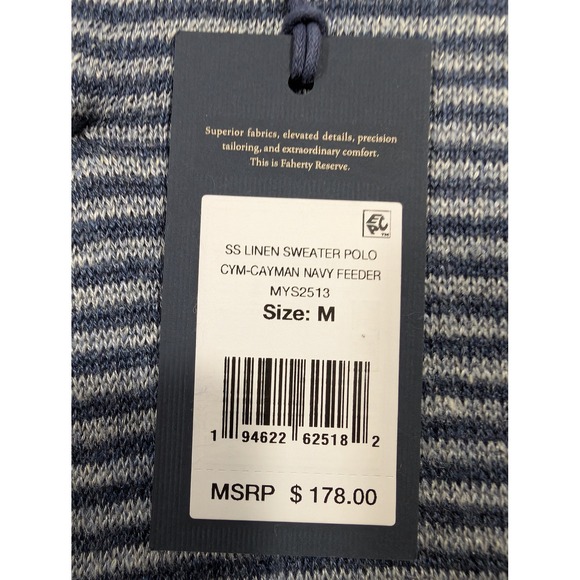 Superior fabrics, elevated details, precision
tailoring, and extraordinary comfort.
This is Faherty Reserve.
SS LINEN SWEATER POLO
CYM-CAYMAN NAVY FEEDER
MYS2513
Size: M
1 94622 62518 2
MSRP $ 178.00